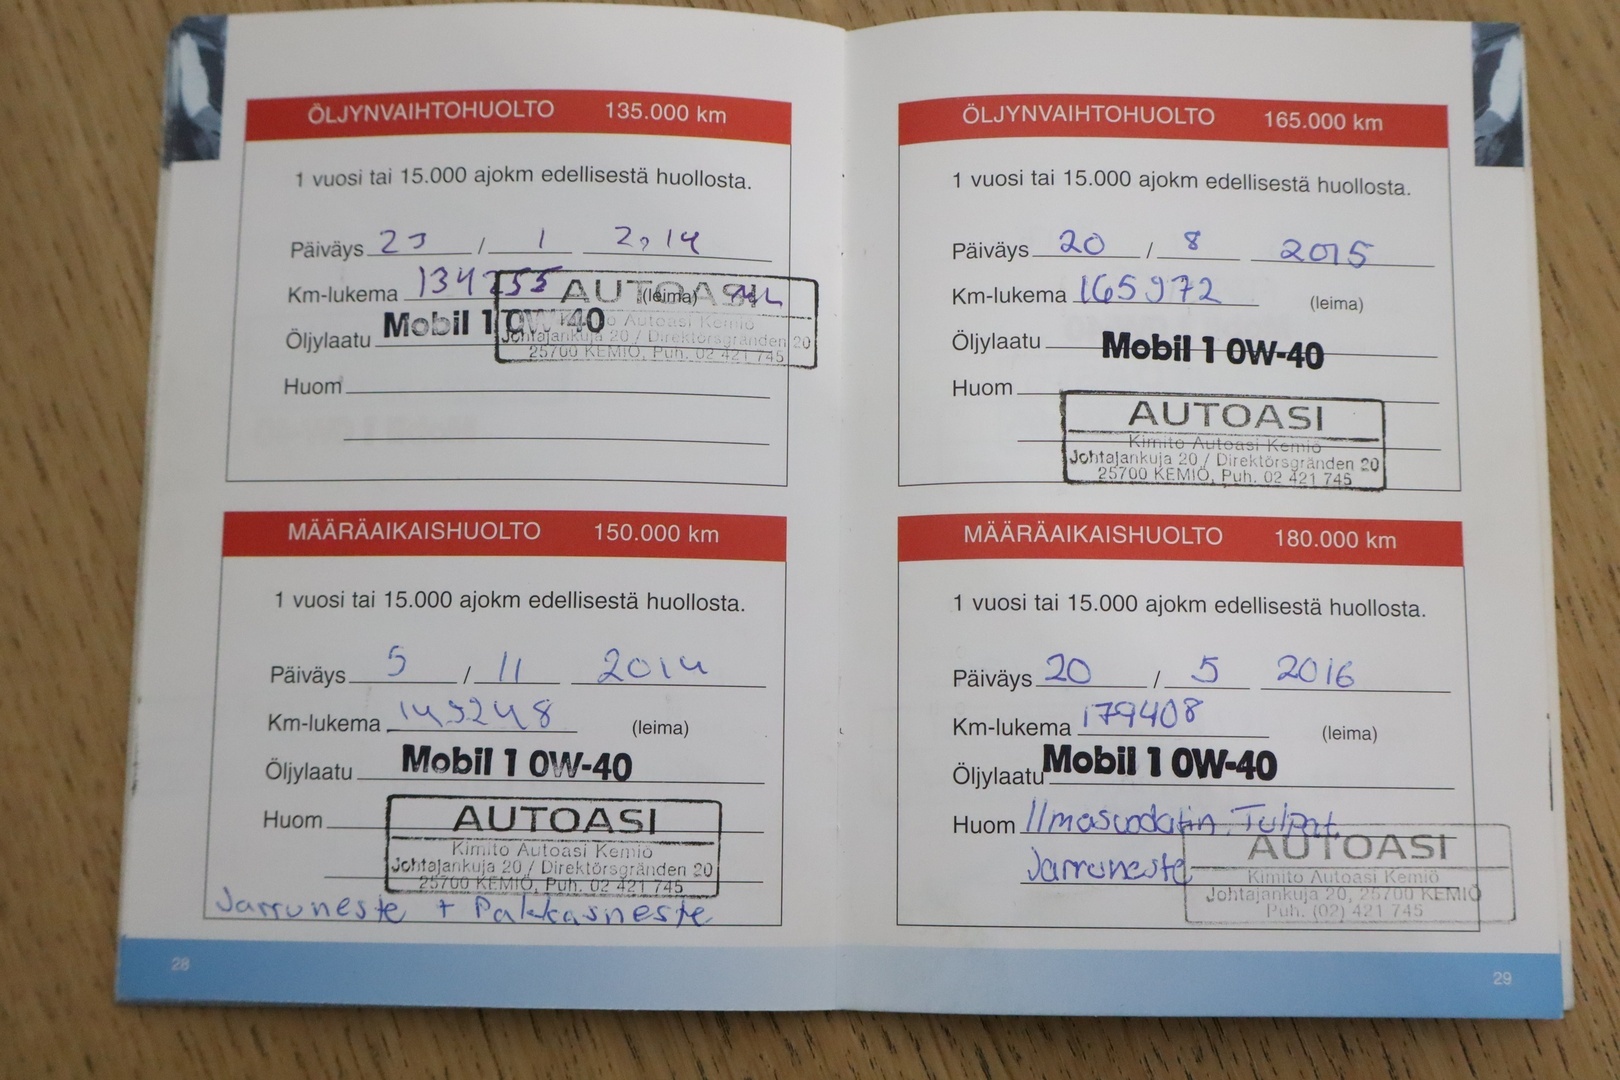 ÖLJYNVAIHTOHUOLTO 135.000 km
1 vuosi tai 15.000 ajokm edellisestä huollosta.
Päiväys 23 / 1 2014
Km-lukema 134255 (leima)
Öljylaatu Mobil 1 0W-40
AUTOASI
Kimito Autoasi Kemiö
Johtajankuja 20 / Direktörsgränden 20
25700 KEMIÖ, Puh. 02 421 745
Huom
MÄÄRÄAIKAISHUOLTO 150.000 km
1 vuosi tai 15.000 ajokm edellisestä huollosta.
Päiväys 5 / 11 2014
Km-lukema 149248 (leima)
Öljylaatu Mobil 1 0W-40
Huom
AUTOASI
Kimito Autoasi Kemiö
Johtajankuja 20 / Direktörsgränden 20
25700 KEMIÖ, Puh. 02 421 745
Jarruneste + Pakkasneste
28
ÖLJYNVAIHTOHUOLTO 165.000 km
1 vuosi tai 15.000 ajokm edellisestä huollosta.
Päiväys 20 / 8 2015
Km-lukema 165972 (leima)
Öljylaatu Mobil 1 0W-40
Huom
AUTOASI
Kimito Autoasi Kemiö
Johtajankuja 20 / Direktörsgränden 20
25700 KEMIÖ, Puh. 02 421 745
MÄÄRÄAIKAISHUOLTO 180.000 km
1 vuosi tai 15.000 ajokm edellisestä huollosta.
Päiväys 20 / 5 2016
Km-lukema 179408 (leima)
Öljylaatu Mobil 1 0W-40
Huom Ilmasuodatin, Tulpat
Jarruneste
AUTOASI
Kimito Autoasi Kemiö
Johtajankuja 20, 25700 KEMIÖ
Puh. (02) 421 745
29